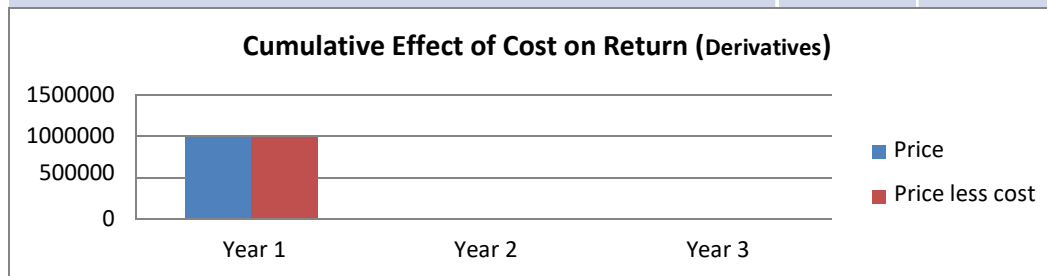 Cumulative Effect of Cost on Return (Derivatives)
1500000
1000000
500000
0
Year 1 Year 2 Year 3
Price
Price less cost